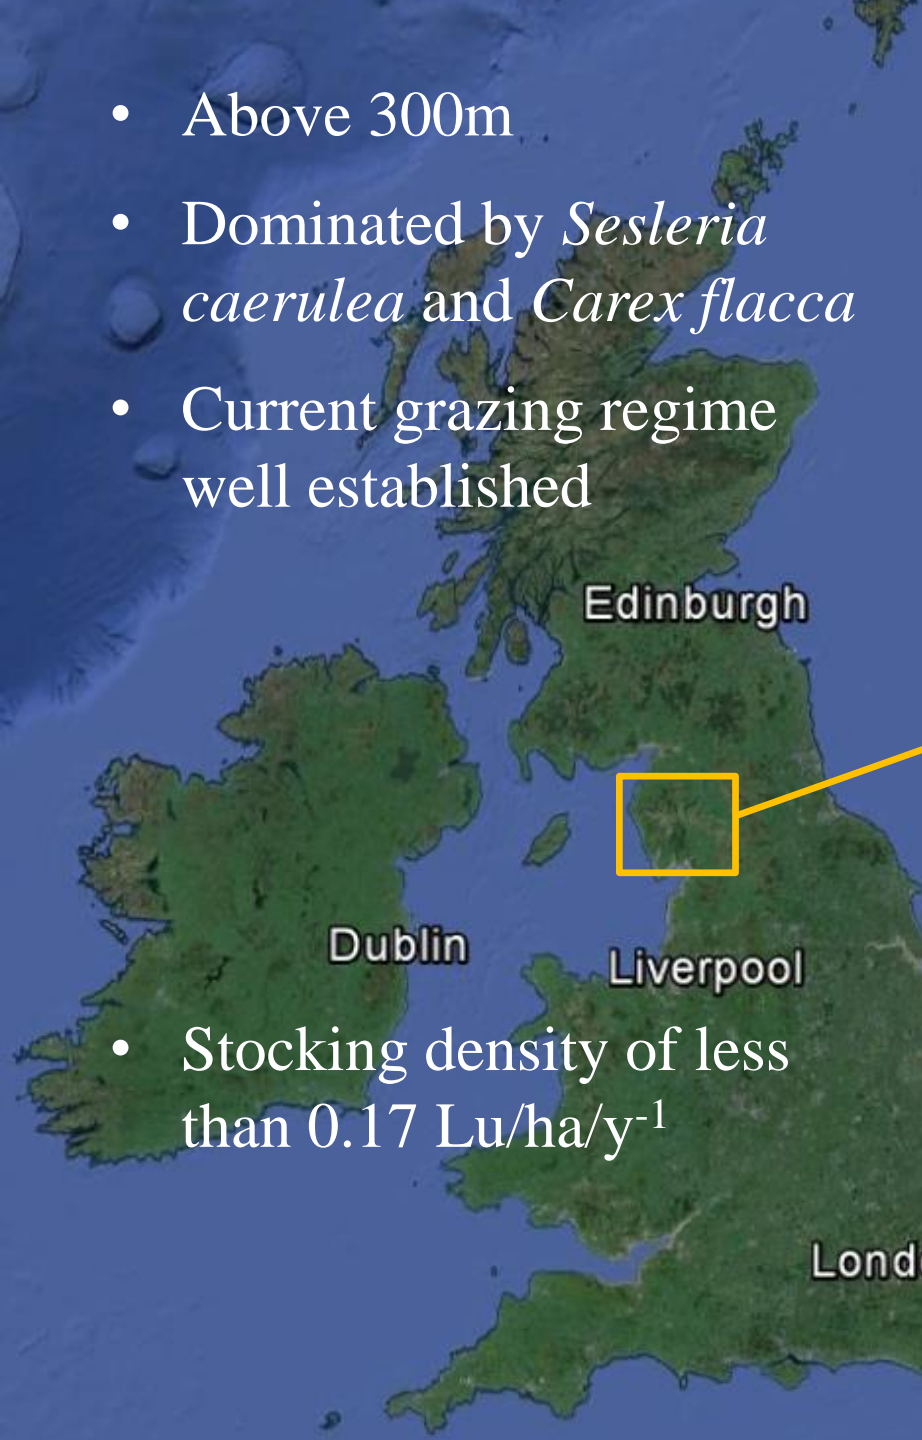 • Above 300m
• Dominated by Sesleria
caerulea and Carex flacca
• Current grazing regime
well established
Edinburgh
Dublin
Liverpool
• Stocking density of less
than 0.17 Lu/ha/y⁻¹
Lond